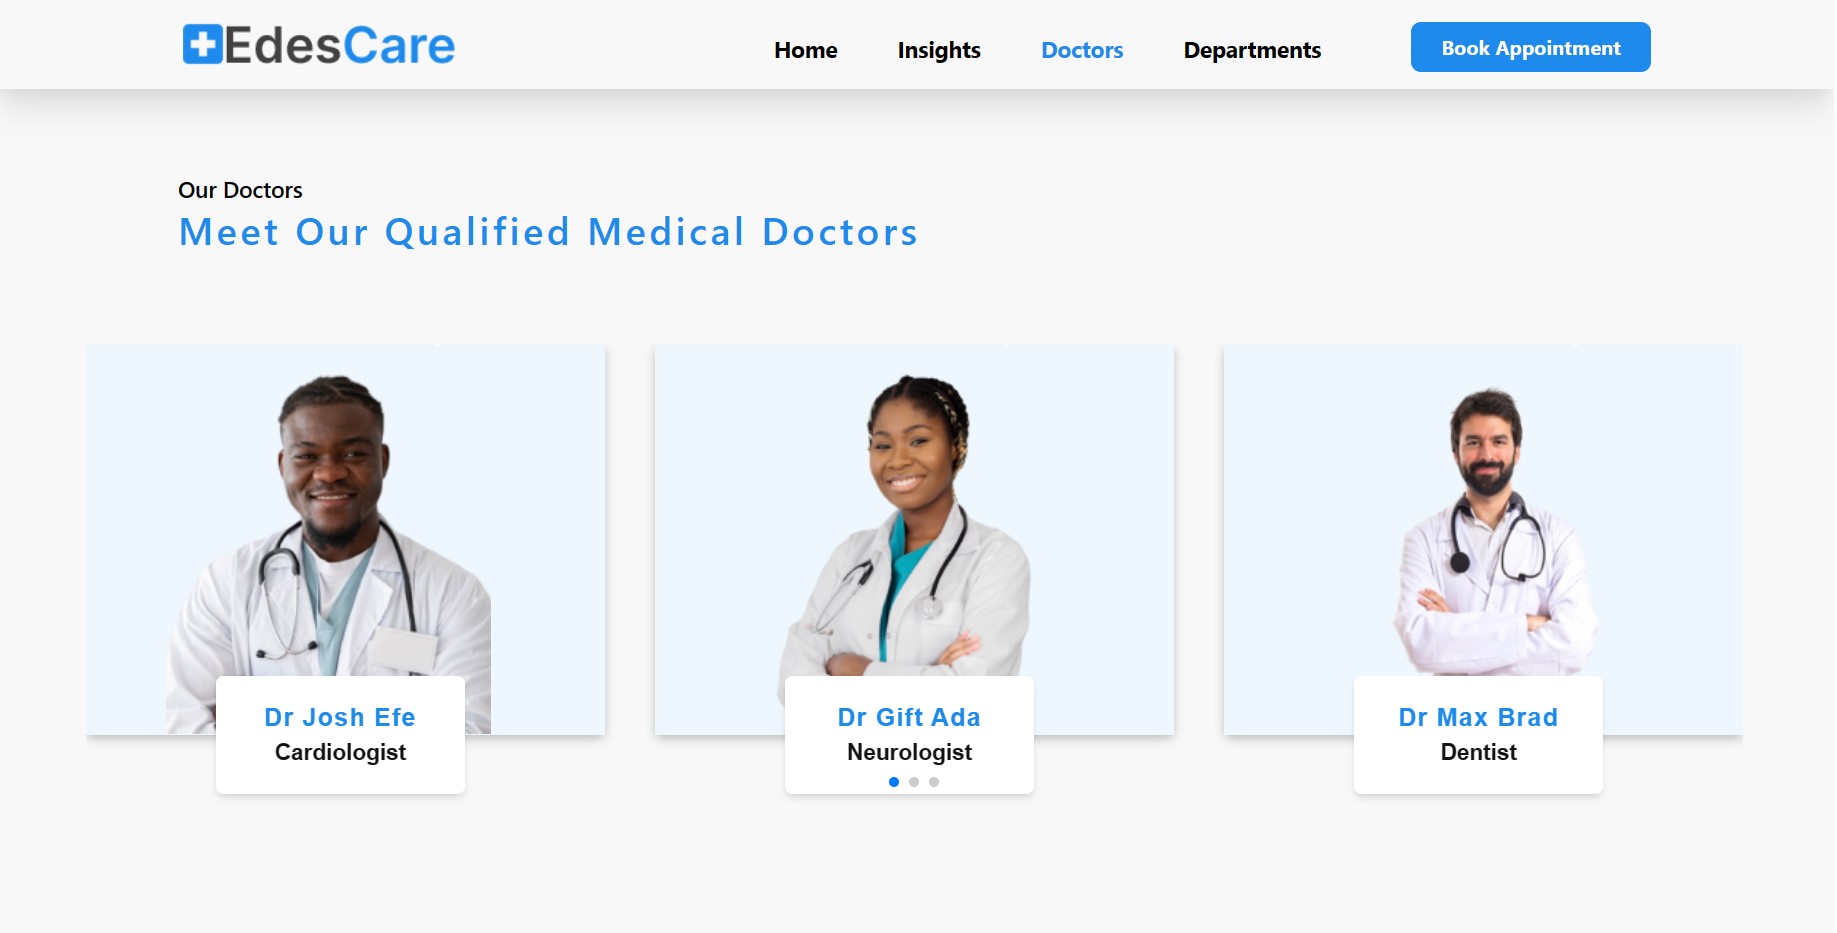 EdesCare
Home Insights Doctors Departments Book Appointment
Our Doctors
Meet Our Qualified Medical Doctors
Dr Josh Efe
Cardiologist
Dr Gift Ada
Neurologist
Dr Max Brad
Dentist